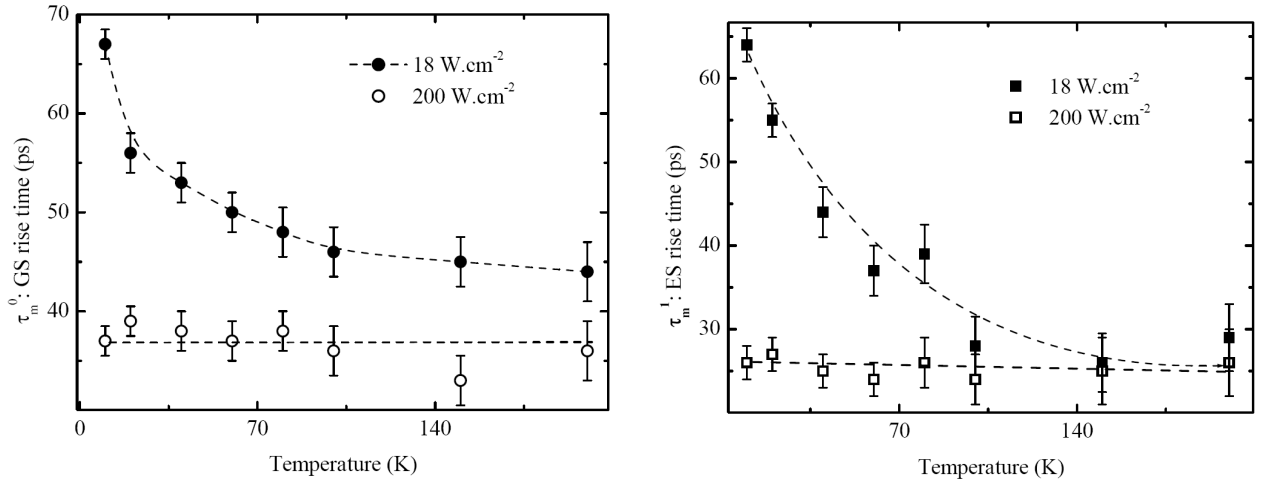 70
60
50
40
0
70
140
τm0: GS rise time (ps)
Temperature (K)
18 W.cm-2
200 W.cm-2
60
50
40
30
70
140
τm1: ES rise time (ps)
Temperature (K)
18 W.cm-2
200 W.cm-2